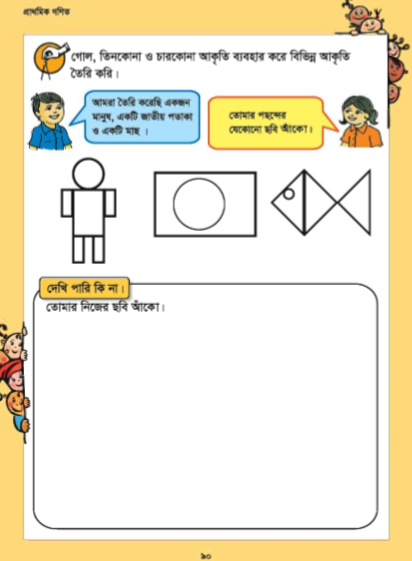 প্রাথমিক গণিত
গোল, তিনকোনা ও চারকোনা আকৃতি ব্যবহার করে বিভিন্ন আকৃতি
তৈরি করি।
আমরা তৈরি করেছি একজন
মানুষ, একটি জাতীয় পতাকা
ও একটি মাছ ।
তোমার পছন্দের
যেকোনো ছবি আঁকো।
দেখি পারি কি না।
তোমার নিজের ছবি আঁকো।
৯০